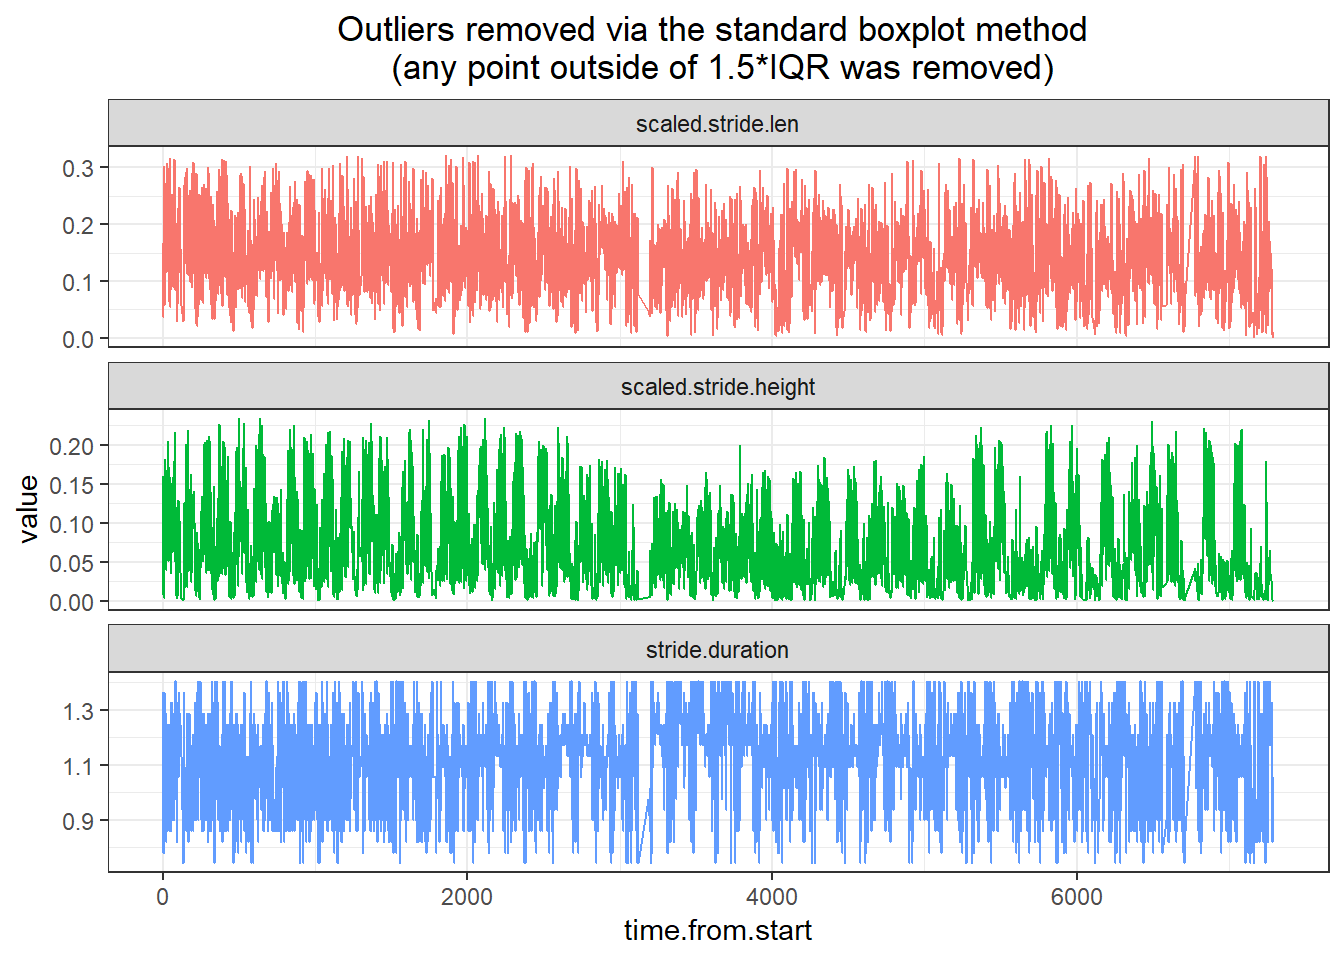 Outliers removed via the standard boxplot method
(any point outside of 1.5*IQR was removed)
scaled.stride.len
0.3
0.2
0.1
0.0
scaled.stride.height
0.20
0.15
0.10
0.05
0.00
value
stride.duration
1.3
1.1
0.9
0 2000 4000 6000
time.from.start